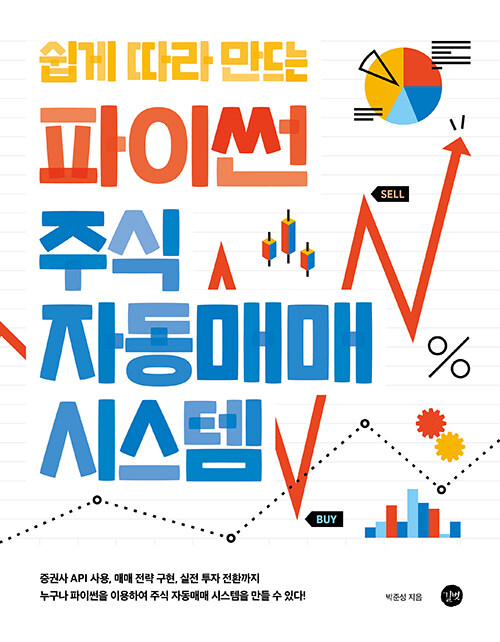 쉽게 따라 만드는
파이썬
주식
자동매매
시스템
SELL
BUY
증권사 API 사용, 매매 전략 구현, 실전 투자 전환까지
누구나 파이썬을 이용하여 주식 자동매매 시스템을 만들 수 있다!
박준성 지음
길벗